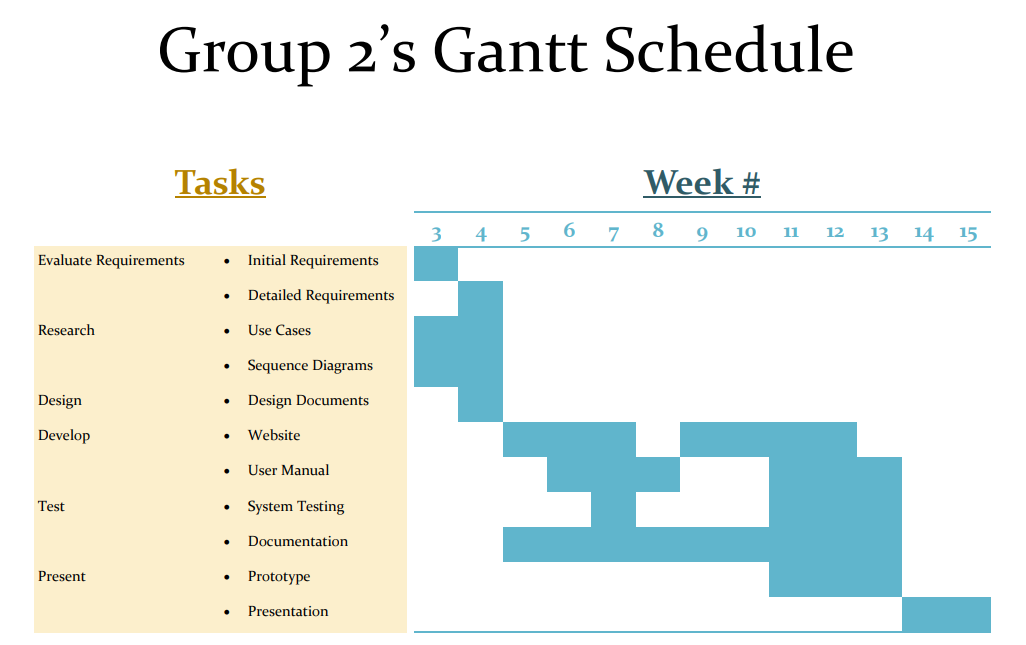 Group 2's Gantt Schedule
Tasks Week #
3 4 5 6 7 8 9 10 11 12 13 14 15
Evaluate Requirements • Initial Requirements
• Detailed Requirements
Research • Use Cases
• Sequence Diagrams
Design • Design Documents
Develop • Website
• User Manual
Test • System Testing
• Documentation
Present • Prototype
• Presentation